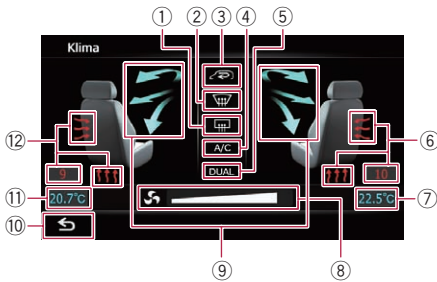 ① ② ③ ④ ⑤
Klima
A/C
DUAL
⑫ ⑥
9 10
⑪ 20.7°C 22.5°C ⑦
⑩ ⑨ ⑧